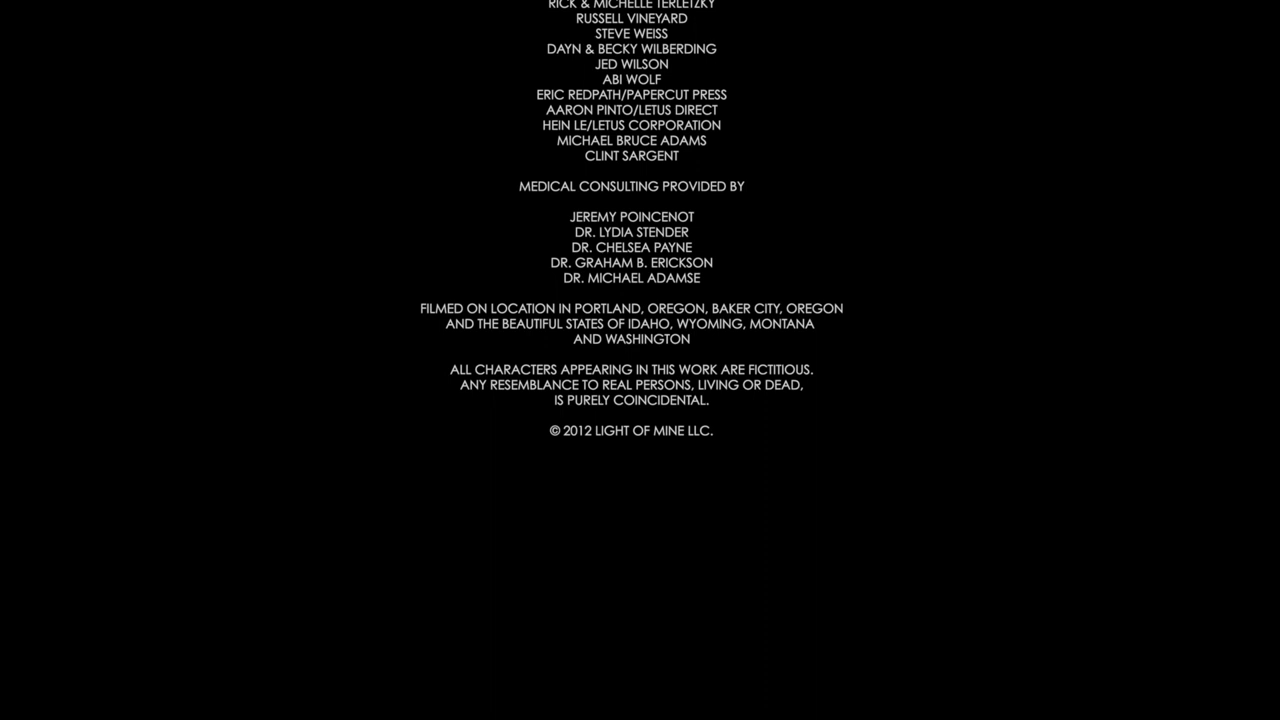 RICK & MICHELLE TERLETZKY
RUSSELL VINEYARD
STEVE WEISS
DAYN & BECKY WILBERDING
JED WILSON
ABI WOLF
ERIC REDPATH/PAPERCUT PRESS
AARON PINTO/LETUS DIRECT
HEIN LE/LETUS CORPORATION
MICHAEL BRUCE ADAMS
CLINT SARGENT
MEDICAL CONSULTING PROVIDED BY
JEREMY POINCENOT
DR. LYDIA STENDER
DR. CHELSEA PAYNE
DR. GRAHAM B. ERICKSON
DR. MICHAEL ADAMSE
FILMED ON LOCATION IN PORTLAND, OREGON, BAKER CITY, OREGON
AND THE BEAUTIFUL STATES OF IDAHO, WYOMING, MONTANA
AND WASHINGTON
ALL CHARACTERS APPEARING IN THIS WORK ARE FICTITIOUS.
ANY RESEMBLANCE TO REAL PERSONS, LIVING OR DEAD,
IS PURELY COINCIDENTAL.
© 2012 LIGHT OF MINE LLC.